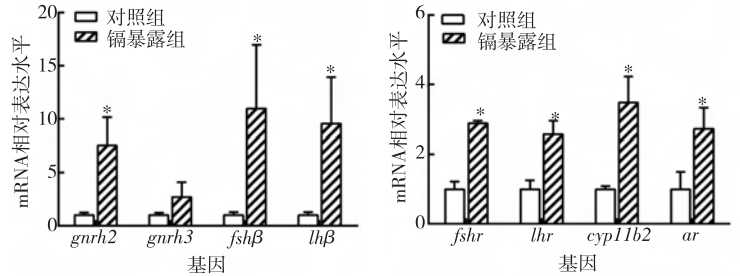 mRNA相对表达水平
20
15
10
5
0
对照组
镉暴露组
*
*
*
gnrh2
gnrh3
fshβ
lhβ
基因
mRNA相对表达水平
6
4
2
0
对照组
镉暴露组
*
*
*
*
fshr
lhr
cyp11b2
ar
基因